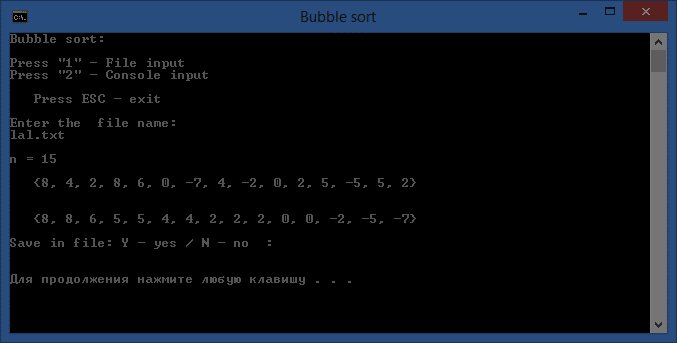 Bubble sort
Bubble sort:
Press "1" - File input
Press "2" - Console input
Press ESC - exit
Enter the  file name:
lal.txt
n = 15
{8, 4, 2, 8, 6, 0, -7, 4, -2, 0, 2, 5, -5, 5, 2}
{8, 8, 6, 5, 5, 4, 4, 2, 2, 2, 0, 0, -2, -5, -7}
Save in file: Y - yes / N - no  :
Для продолжения нажмите любую клавишу . . .